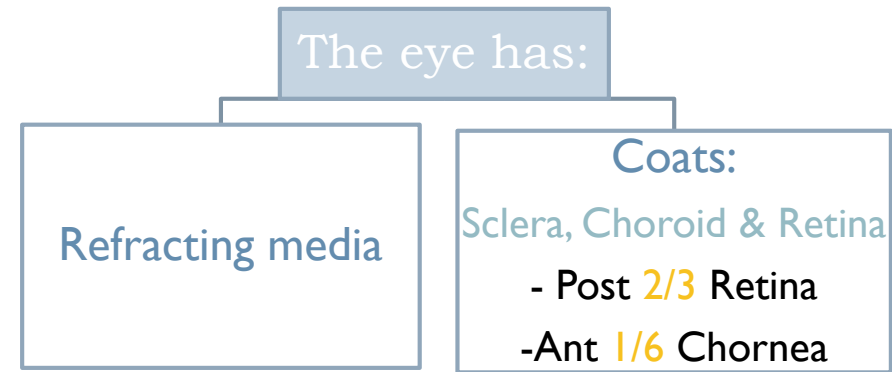 The eye has:
Refracting media
Coats:
Sclera, Choroid & Retina
- Post 2/3 Retina
-Ant 1/6 Chornea